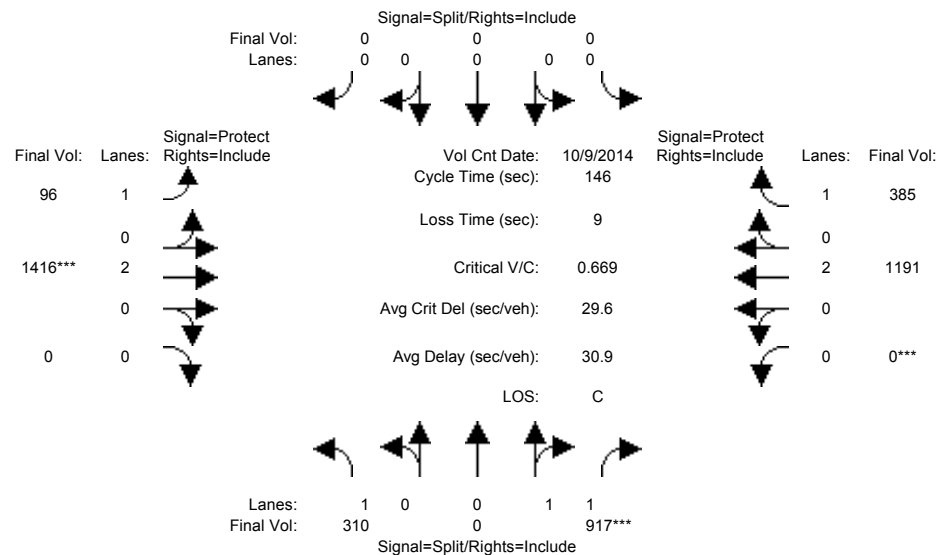 Signal=Split/Rights=Include
Final Vol: 0 0 0
Lanes: 0 0 0 0 0
Signal=Protect
Final Vol: Lanes: Rights=Include
Vol Cnt Date: 10/9/2014
Signal=Protect
Rights=Include Lanes: Final Vol:
Cycle Time (sec): 146
96 1
1 385
Loss Time (sec): 9
0
0
1416*** 2
Critical V/C: 0.669
2 1191
0
Avg Crit Del (sec/veh): 29.6
0
0 0
Avg Delay (sec/veh): 30.9
0 0***
LOS: C
Lanes: 1 0 0 1 1
Final Vol: 310 0 917***
Signal=Split/Rights=Include